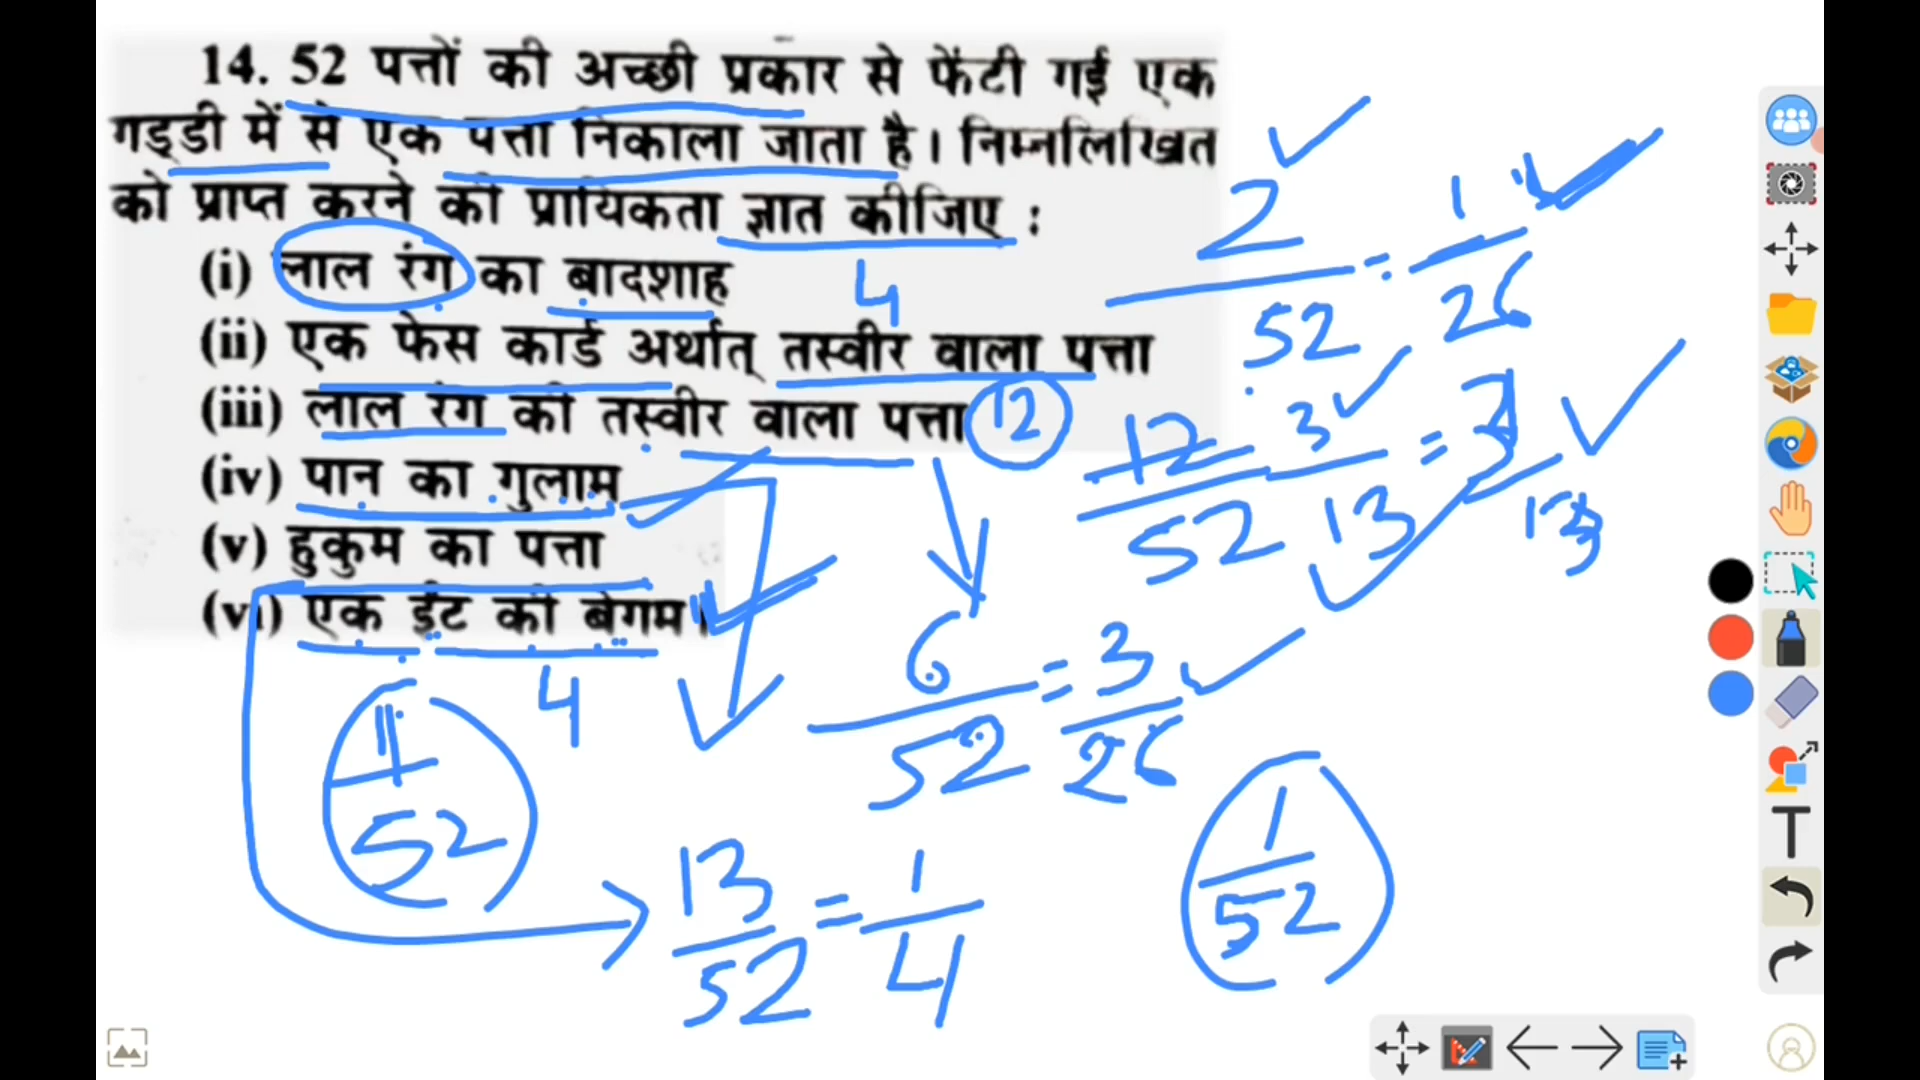 14. 52 पत्तों की अच्छी प्रकार से फेंटी गई एक
गड्डी में से एक पत्ता निकाला जाता है। निम्नलिखित
को प्राप्त करने की प्रायिकता ज्ञात कीजिए :
(i) लाल रंग का बादशाह
4
(ii) एक फेस कार्ड अर्थात् तस्वीर वाला पत्ता
(iii) लाल रंग की तस्वीर वाला पत्ता
12
(iv) पान का गुलाम
(v) हुकुम का पत्ता
(vi) एक ईंट की बेगम।
2/52 = 1/26
12/52 3/13 =
6/52 = 3/26
4
52
13/52 = 1/4
1/52
T